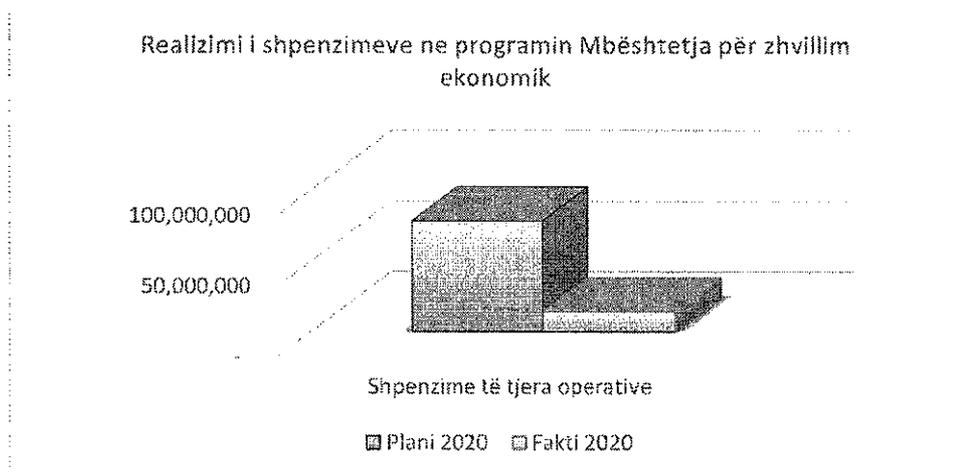 Realizimi i shpenzimeve ne programin Mbështetja për zhvillim
ekonomik
100,000,000
50,000,000
-
Shpenzime të tjera operative
Plani 2020 Fakti 2020